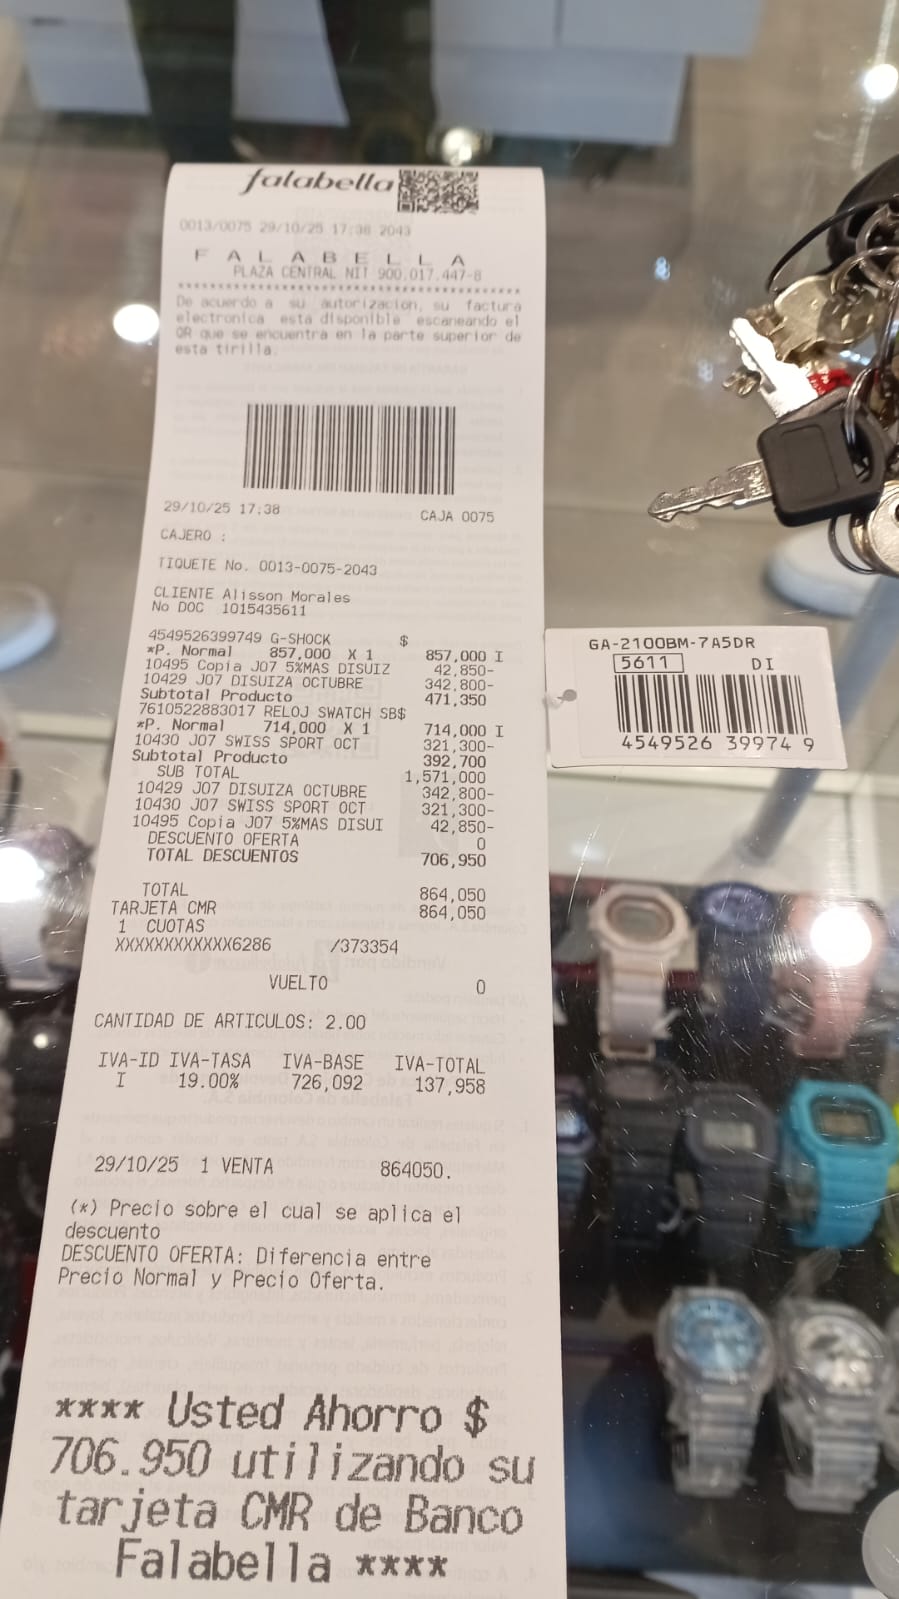 falabella
0013/0075 29/10/25 17:38 2043
F A L A B E L L A
PLAZA CENTRAL NIT 900.017.447-8
****************************************
De acuerdo a su autorizacion, su factura
electronica esta disponible escaneando el
QR que se encuentra en la parte superior de
esta tirilla.
29/10/25 17:38 CAJA 0075
CAJERO :
TIQUETE No. 0013-0075-2043
CLIENTE Alisson Morales
No DOC 1015435611
4549526399749 G-SHOCK $
*P. Normal 857,000 X 1 857,000 I
10495 Copia J07 5%MAS DISUIZ 42,850-
10429 J07 DISUIZA OCTUBRE 342,800-
Subtotal Producto 471,350
7610522883017 RELOJ SWATCH SB$
*P. Normal 714,000 X 1 714,000 I
10430 J07 SWISS SPORT OCT 321,300-
Subtotal Producto 392,700
SUB TOTAL 1,571,000
10429 J07 DISUIZA OCTUBRE 342,800-
10430 J07 SWISS SPORT OCT 321,300-
10495 Copia J07 5%MAS DISUI 42,850-
DESCUENTO OFERTA 0
TOTAL DESCUENTOS 706,950
TOTAL 864,050
TARJETA CMR 864,050
1 CUOTAS
XXXXXXXXXXXX6286 /373354
VUELTO 0
CANTIDAD DE ARTICULOS: 2.00
IVA-ID IVA-TASA IVA-BASE IVA-TOTAL
I 19.00% 726,092 137,958
29/10/25 1 VENTA 864050.
(*) Precio sobre el cual se aplica el
descuento
DESCUENTO OFERTA: Diferencia entre
Precio Normal y Precio Oferta.
**** Usted Ahorro $
706.950 utilizando su
tarjeta CMR de Banco
Falabella ****
GA-2100BM-7A5DR
5611 DI
4549526 39974 9